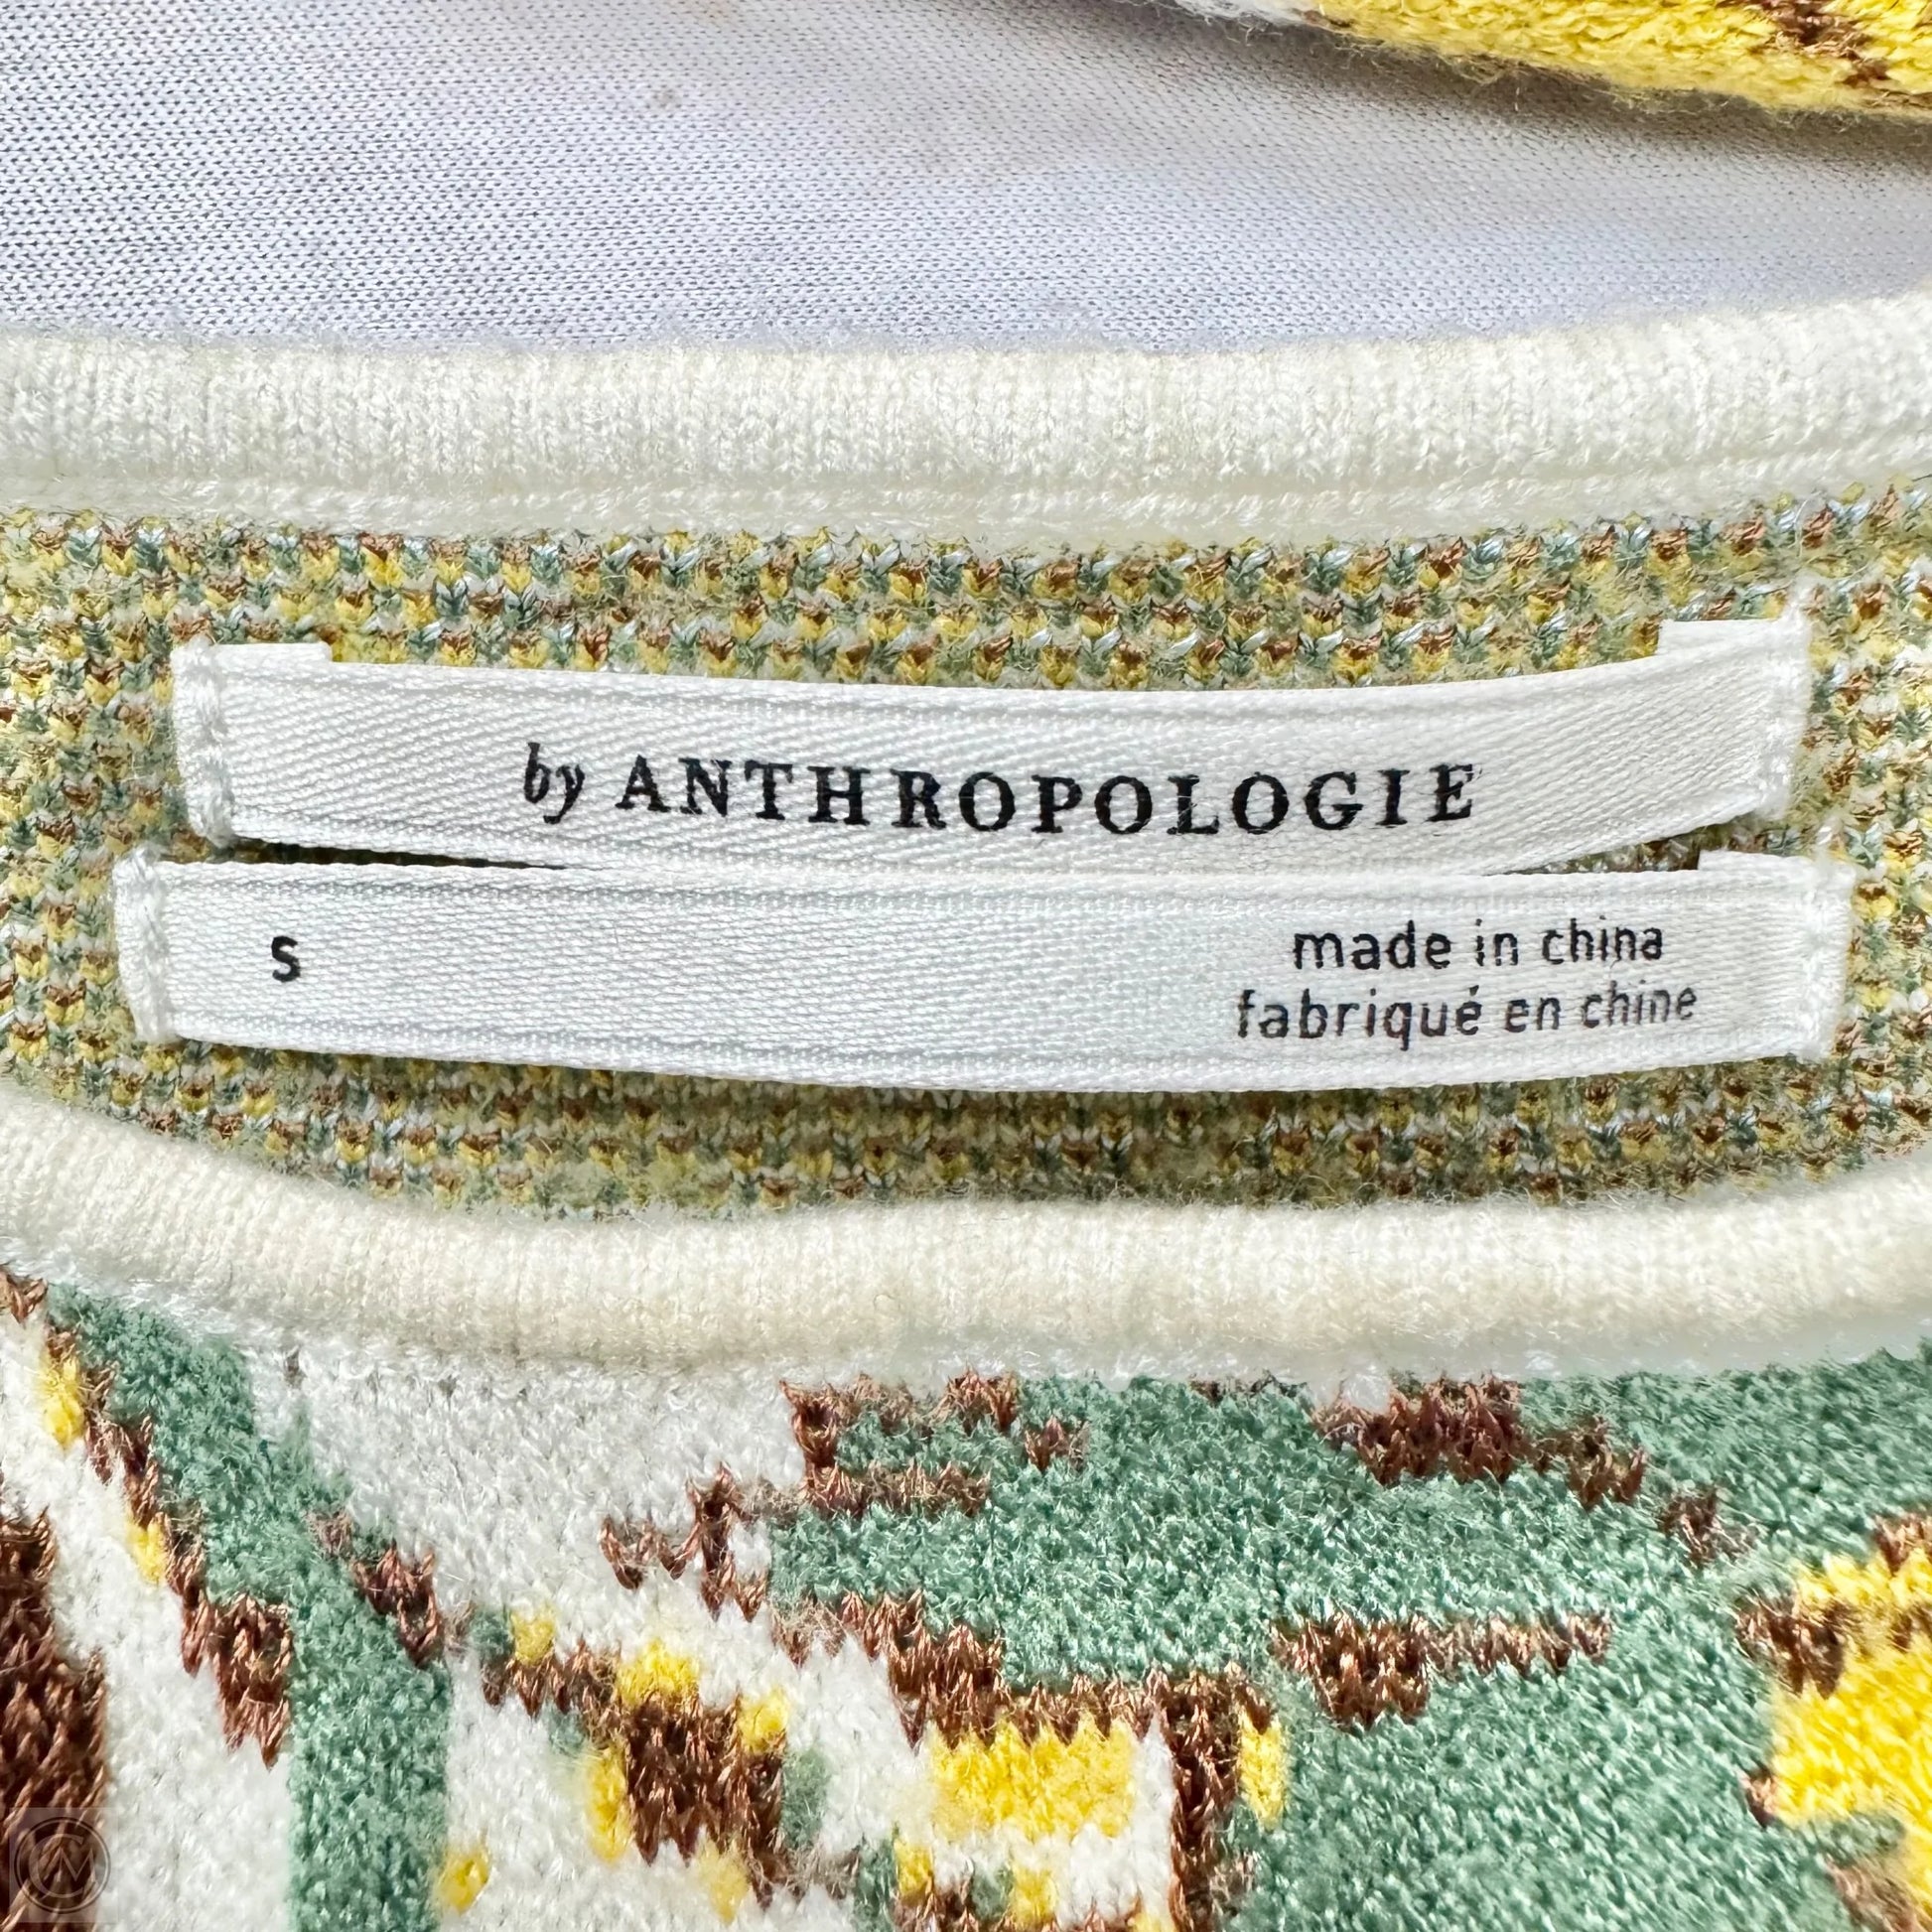 by ANTHROPOLOGIE
S
made in china
fabriqué en chine